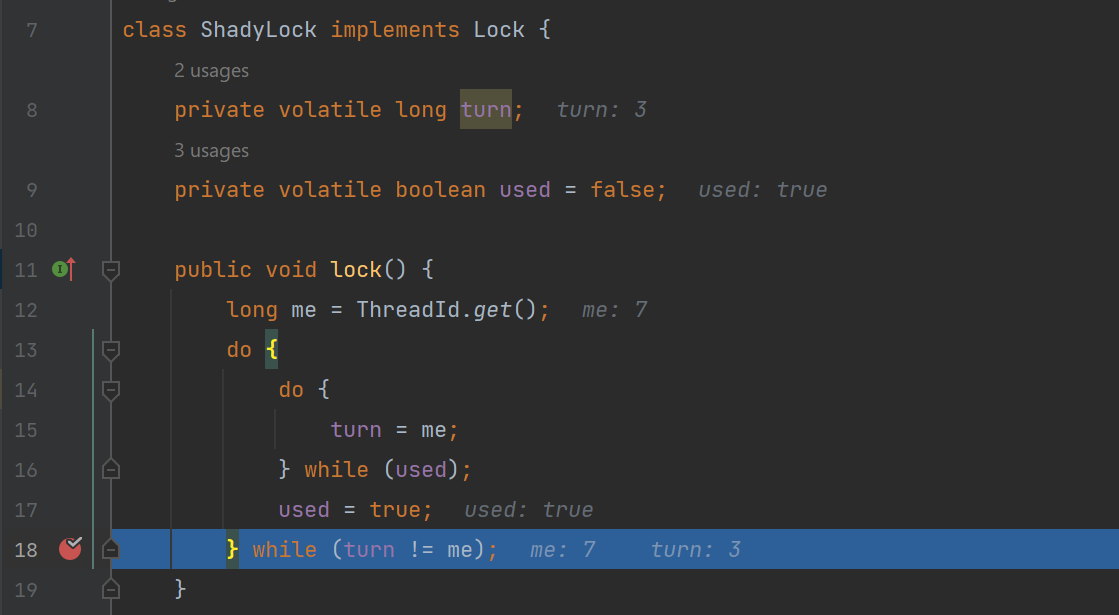 7 class ShadyLock implements Lock {
2 usages
8 private volatile long turn; turn: 3
3 usages
9 private volatile boolean used = false; used: true
10
11 I public void lock() {
12 long me = ThreadId.get(); me: 7
13 do {
14 do {
15 turn = me;
16 } while (used);
17 used = true; used: true
18 } while (turn != me); me: 7 turn: 3
19 }